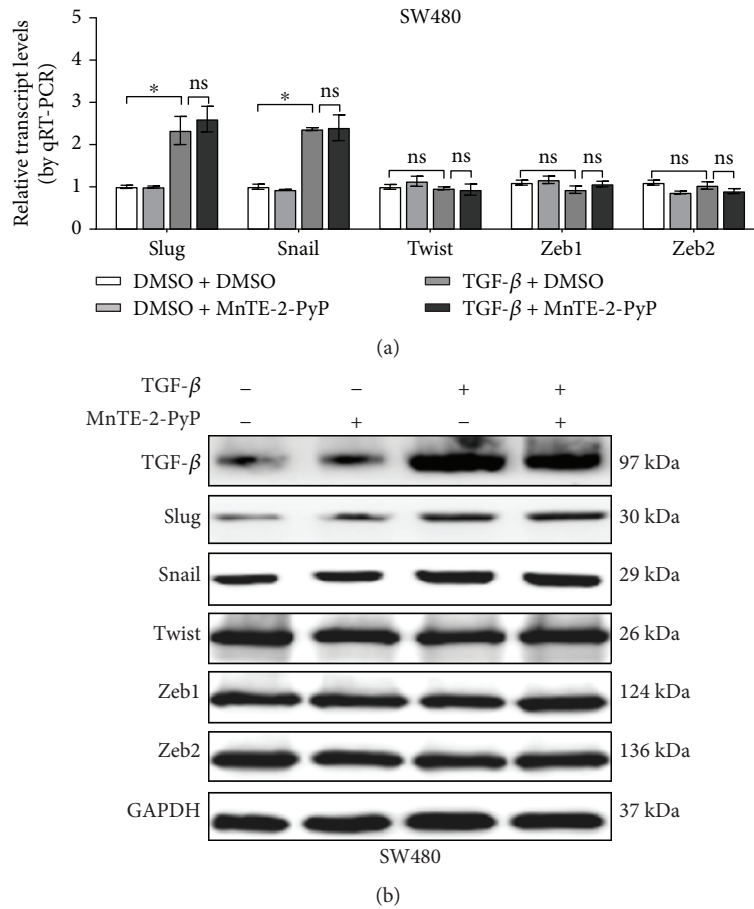 SW480
Relative transcript levels
(by qRT-PCR)
5
4
3
2
1
0
* ns * ns ns ns ns ns ns ns
Slug Snail Twist Zeb1 Zeb2
DMSO + DMSO TGF-β + DMSO
DMSO + MnTE-2-PyP TGF-β + MnTE-2-PyP
(a)
TGF-β – – + +
MnTE-2-PyP – + – +
TGF-β 97 kDa
Slug 30 kDa
Snail 29 kDa
Twist 26 kDa
Zeb1 124 kDa
Zeb2 136 kDa
GAPDH 37 kDa
SW480
(b)